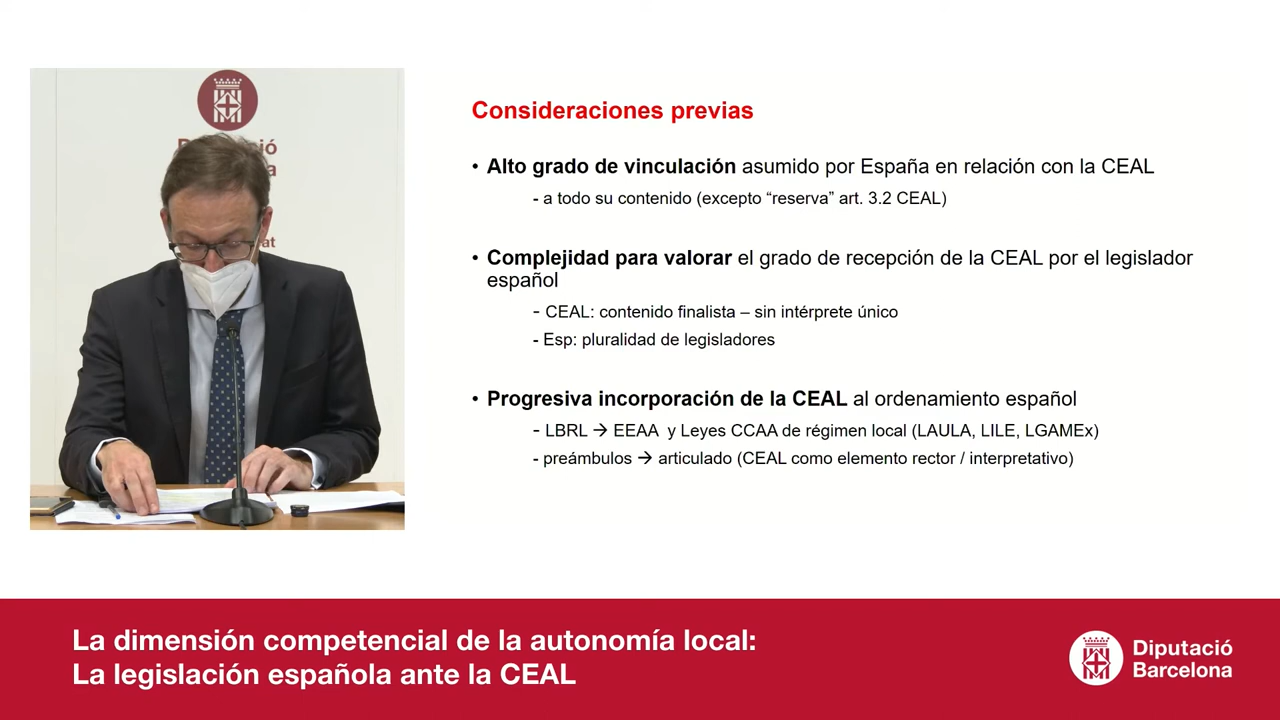 Consideraciones previas
• Alto grado de vinculación asumido por España en relación con la CEAL
- a todo su contenido (excepto “reserva” art. 3.2 CEAL)
• Complejidad para valorar el grado de recepción de la CEAL por el legislador
español
- CEAL: contenido finalista – sin intérprete único
- Esp: pluralidad de legisladores
• Progresiva incorporación de la CEAL al ordenamiento español
- LBRL → EEAA y Leyes CCAA de régimen local (LAULA, LILE, LGAMEx)
- preámbulos → articulado (CEAL como elemento rector / interpretativo)
La dimensión competencial de la autonomía local:
La legislación española ante la CEAL
Diputació
Barcelona